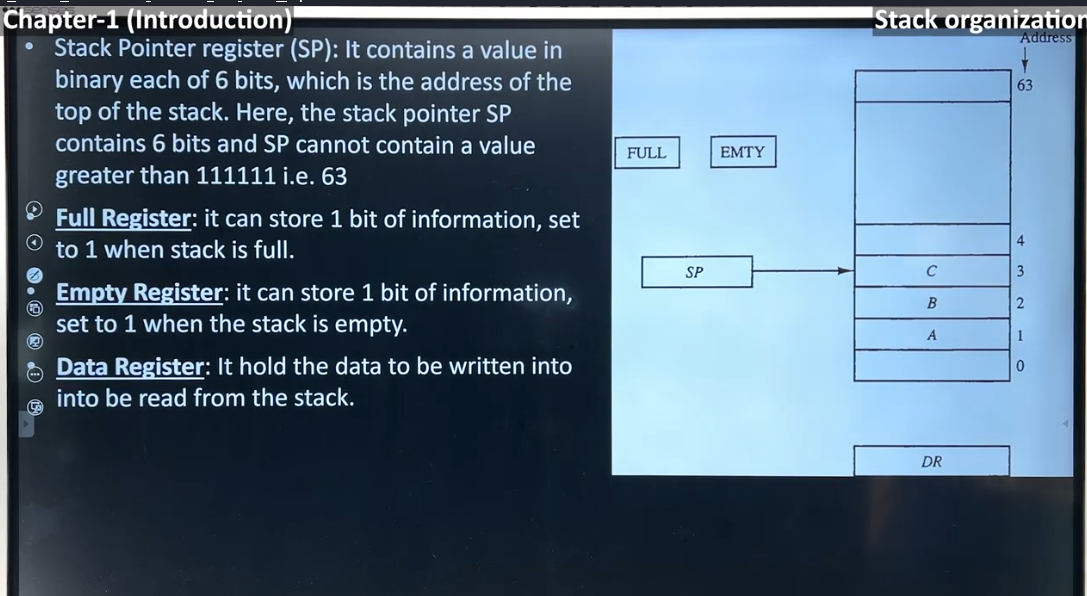 Chapter-1 (Introduction)
Stack organization
• Stack Pointer register (SP): It contains a value in
binary each of 6 bits, which is the address of the
top of the stack. Here, the stack pointer SP
contains 6 bits and SP cannot contain a value
greater than 111111 i.e. 63
Full Register: it can store 1 bit of information, set
to 1 when stack is full.
• Empty Register: it can store 1 bit of information,
set to 1 when the stack is empty.
Data Register: It hold the data to be written into
into be read from the stack.
Address
63
FULL
EMTY
4
SP
C
3
B
2
A
1
0
DR